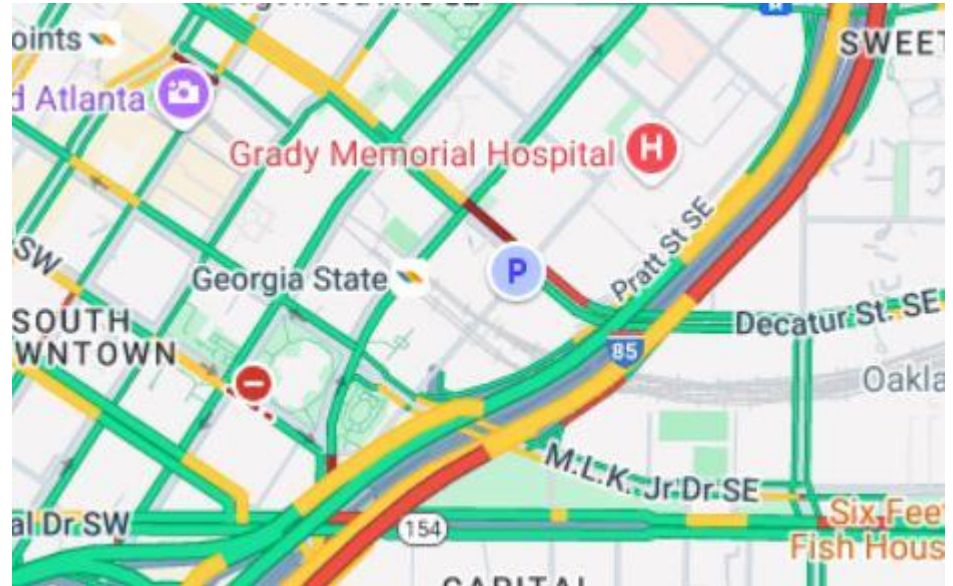 oints
SWEET
d Atlanta
Grady Memorial Hospital
H
Pratt St SE
SW
Georgia State
P
SOUTH
WNTOWN
Decatur St. SE
85
Oakla
M.L.K. Jr Dr SE
al Dr SW
154
Six Feet
Fish Hous
CAPITAL